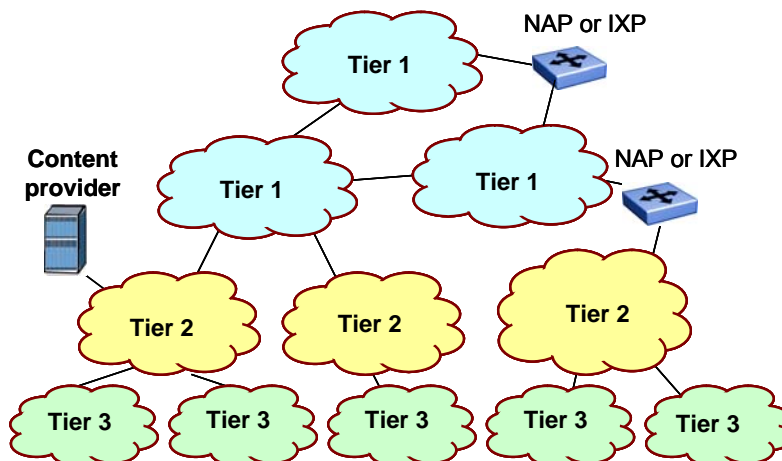 NAP or IXP
Tier 1
Content
provider
NAP or IXP
Tier 1
Tier 1
Tier 2
Tier 2
Tier 2
Tier 3
Tier 3
Tier 3
Tier 3
Tier 3